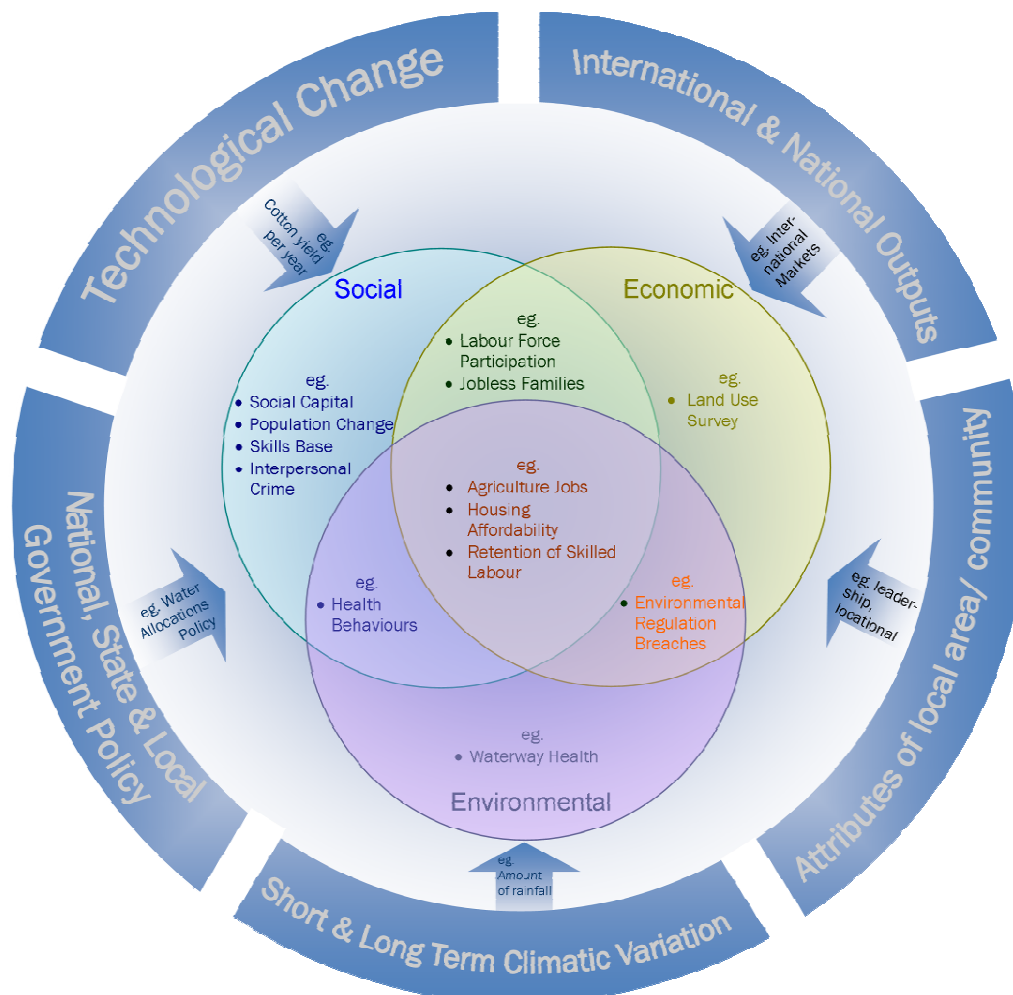 Technological Change
International & National Outputs
eg.
Cotton yield
per year
eg. Inter-
national
Markets
Social
Economic
eg.
• Labour Force
Participation
• Jobless Families
eg.
• Social Capital
• Population Change
• Skills Base
• Interpersonal
Crime
eg.
• Land Use
Survey
eg.
• Agriculture Jobs
• Housing
Affordability
• Retention of Skilled
Labour
National, State & Local
Government Policy
Attributes of local area/ community
eg. Water
Allocations
Policy
eg. leader-
ship,
locational
eg.
• Health
Behaviours
eg.
• Environmental
Regulation
Breaches
eg.
• Waterway Health
Environmental
eg.
Amount
of rainfall
Short & Long Term Climatic Variation